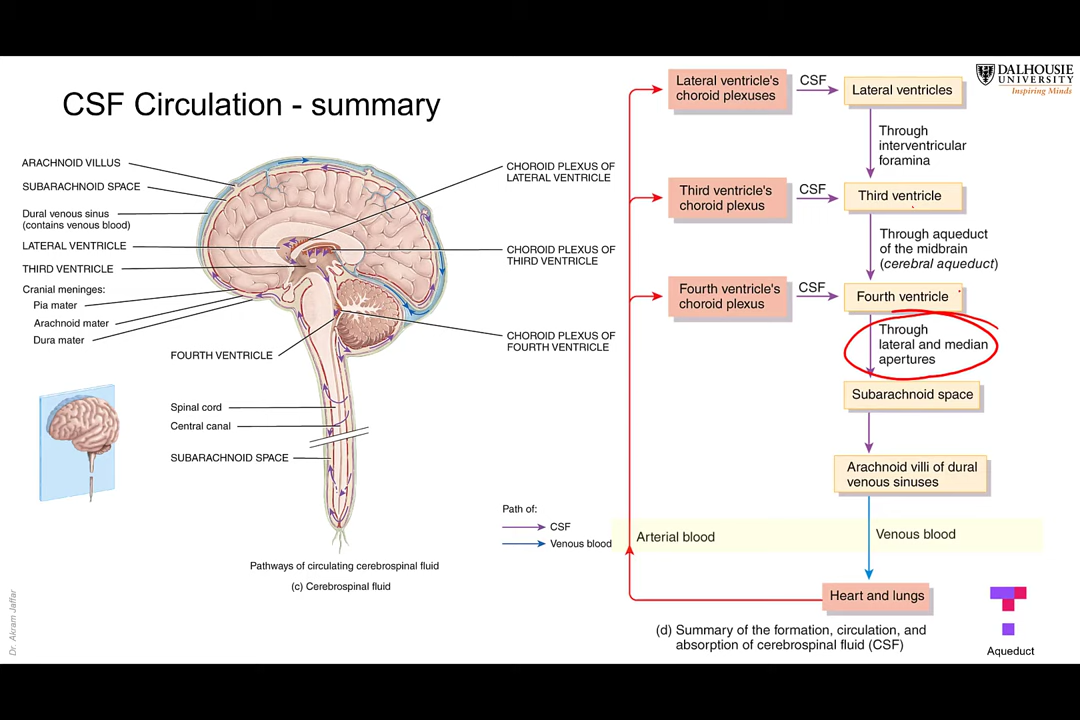 CSF Circulation - summary
DALHOUSIE
UNIVERSITY
Inspiring Minds
ARACHNOID VILLUS
SUBARACHNOID SPACE
Dural venous sinus
(contains venous blood)
LATERAL VENTRICLE
THIRD VENTRICLE
Cranial meninges:
Pia mater
Arachnoid mater
Dura mater
FOURTH VENTRICLE
Spinal cord
Central canal
SUBARACHNOID SPACE
CHOROID PLEXUS OF
LATERAL VENTRICLE
CHOROID PLEXUS OF
THIRD VENTRICLE
CHOROID PLEXUS OF
FOURTH VENTRICLE
Path of:
CSF
Venous blood
Pathways of circulating cerebrospinal fluid
(c) Cerebrospinal fluid
Dr. Akram Jaffar
Lateral ventricle's
choroid plexuses
CSF
Lateral ventricles
Through
interventricular
foramina
Third ventricle's
choroid plexus
CSF
Third ventricle
Through aqueduct
of the midbrain
(cerebral aqueduct)
Fourth ventricle's
choroid plexus
CSF
Fourth ventricle
Through
lateral and median
apertures
Subarachnoid space
Arachnoid villi of dural
venous sinuses
Arterial blood
Venous blood
Heart and lungs
(d) Summary of the formation, circulation, and
absorption of cerebrospinal fluid (CSF)
Aqueduct